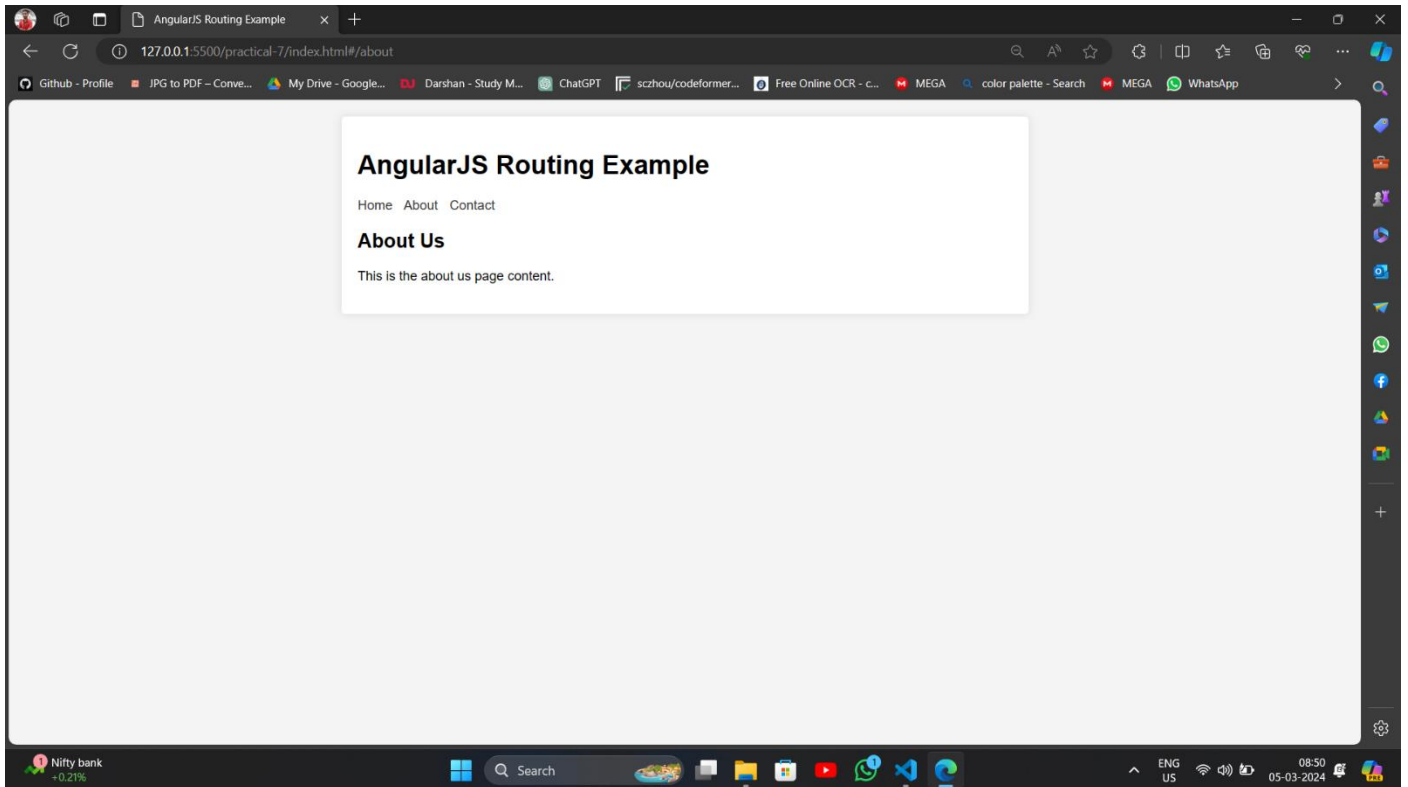 AngularJS Routing Example
127.0.0.1:5500/practical-7/index.html#/about
Github - Profile JPG to PDF – Conve... My Drive - Google... DU Darshan - Study M... ChatGPT sczhou/codeformer... Free Online OCR - c... MEGA color palette - Search MEGA WhatsApp
AngularJS Routing Example
Home About Contact
About Us
This is the about us page content.
1 Nifty bank
+0.21%
Search
1
ENG
US
08:50
05-03-2024